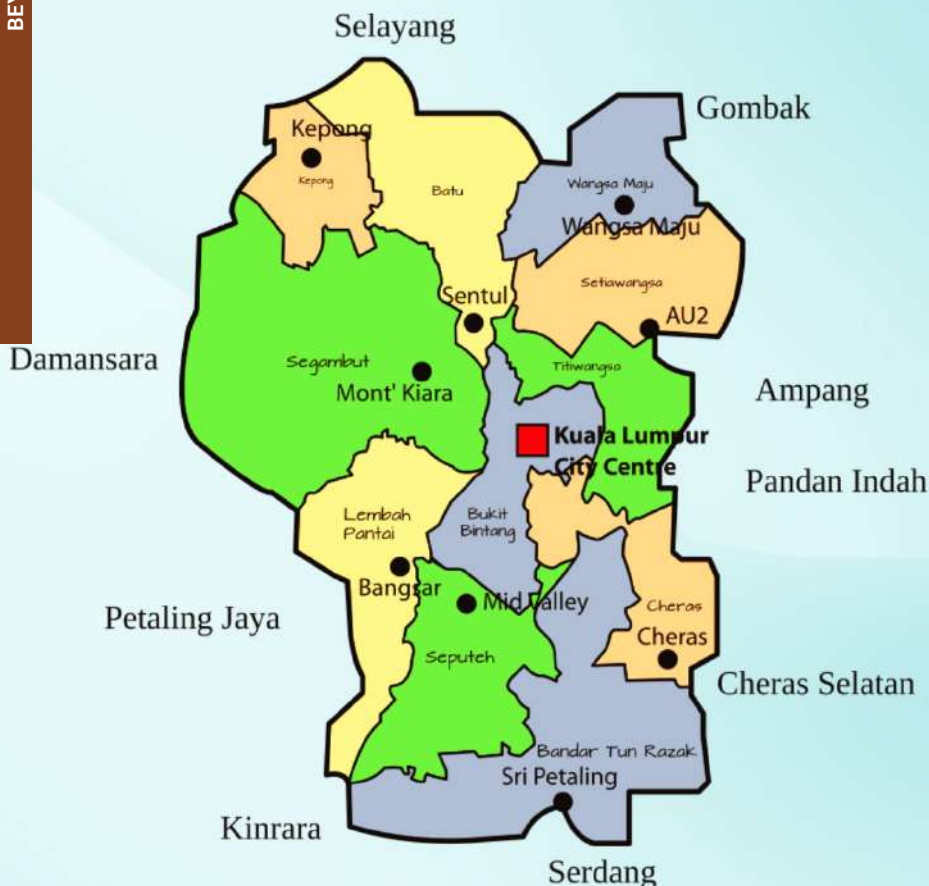 BEY
Selayang
Gombak
Kepong
Kepong
Batu
Wangsa Maju
Wangsa Maju
Setiawangsa
Sentul
AU2
Damansara
Segambut
Titiwangsa
Mont' Kiara
Ampang
Kuala Lumpur
City Centre
Pandan Indah
Lembah
Pantai
Bukit
Bintang
Bangsar
Mid Valley
Cheras
Petaling Jaya
Cheras
Seputeh
Cheras Selatan
Bandar Tun Razak
Sri Petaling
Kinrara
Serdang